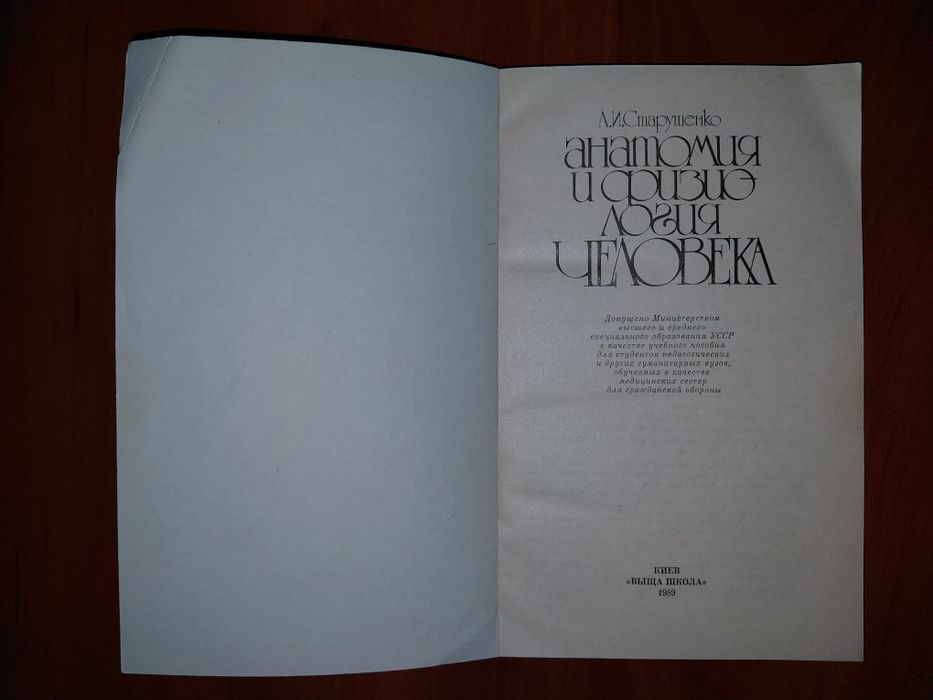 Л.И.Старушенко
анатомия
и физио-
логия
ЧЕЛОВЕКА
Допущено Министерством
высшего и среднего
специального образования УССР
в качестве учебного пособия
для студенток педагогических
и других гуманитарных вузов,
обучаемых в качестве
медицинских сестер
для гражданской обороны
КИЕВ
«ВЫЩА ШКОЛА»
1989